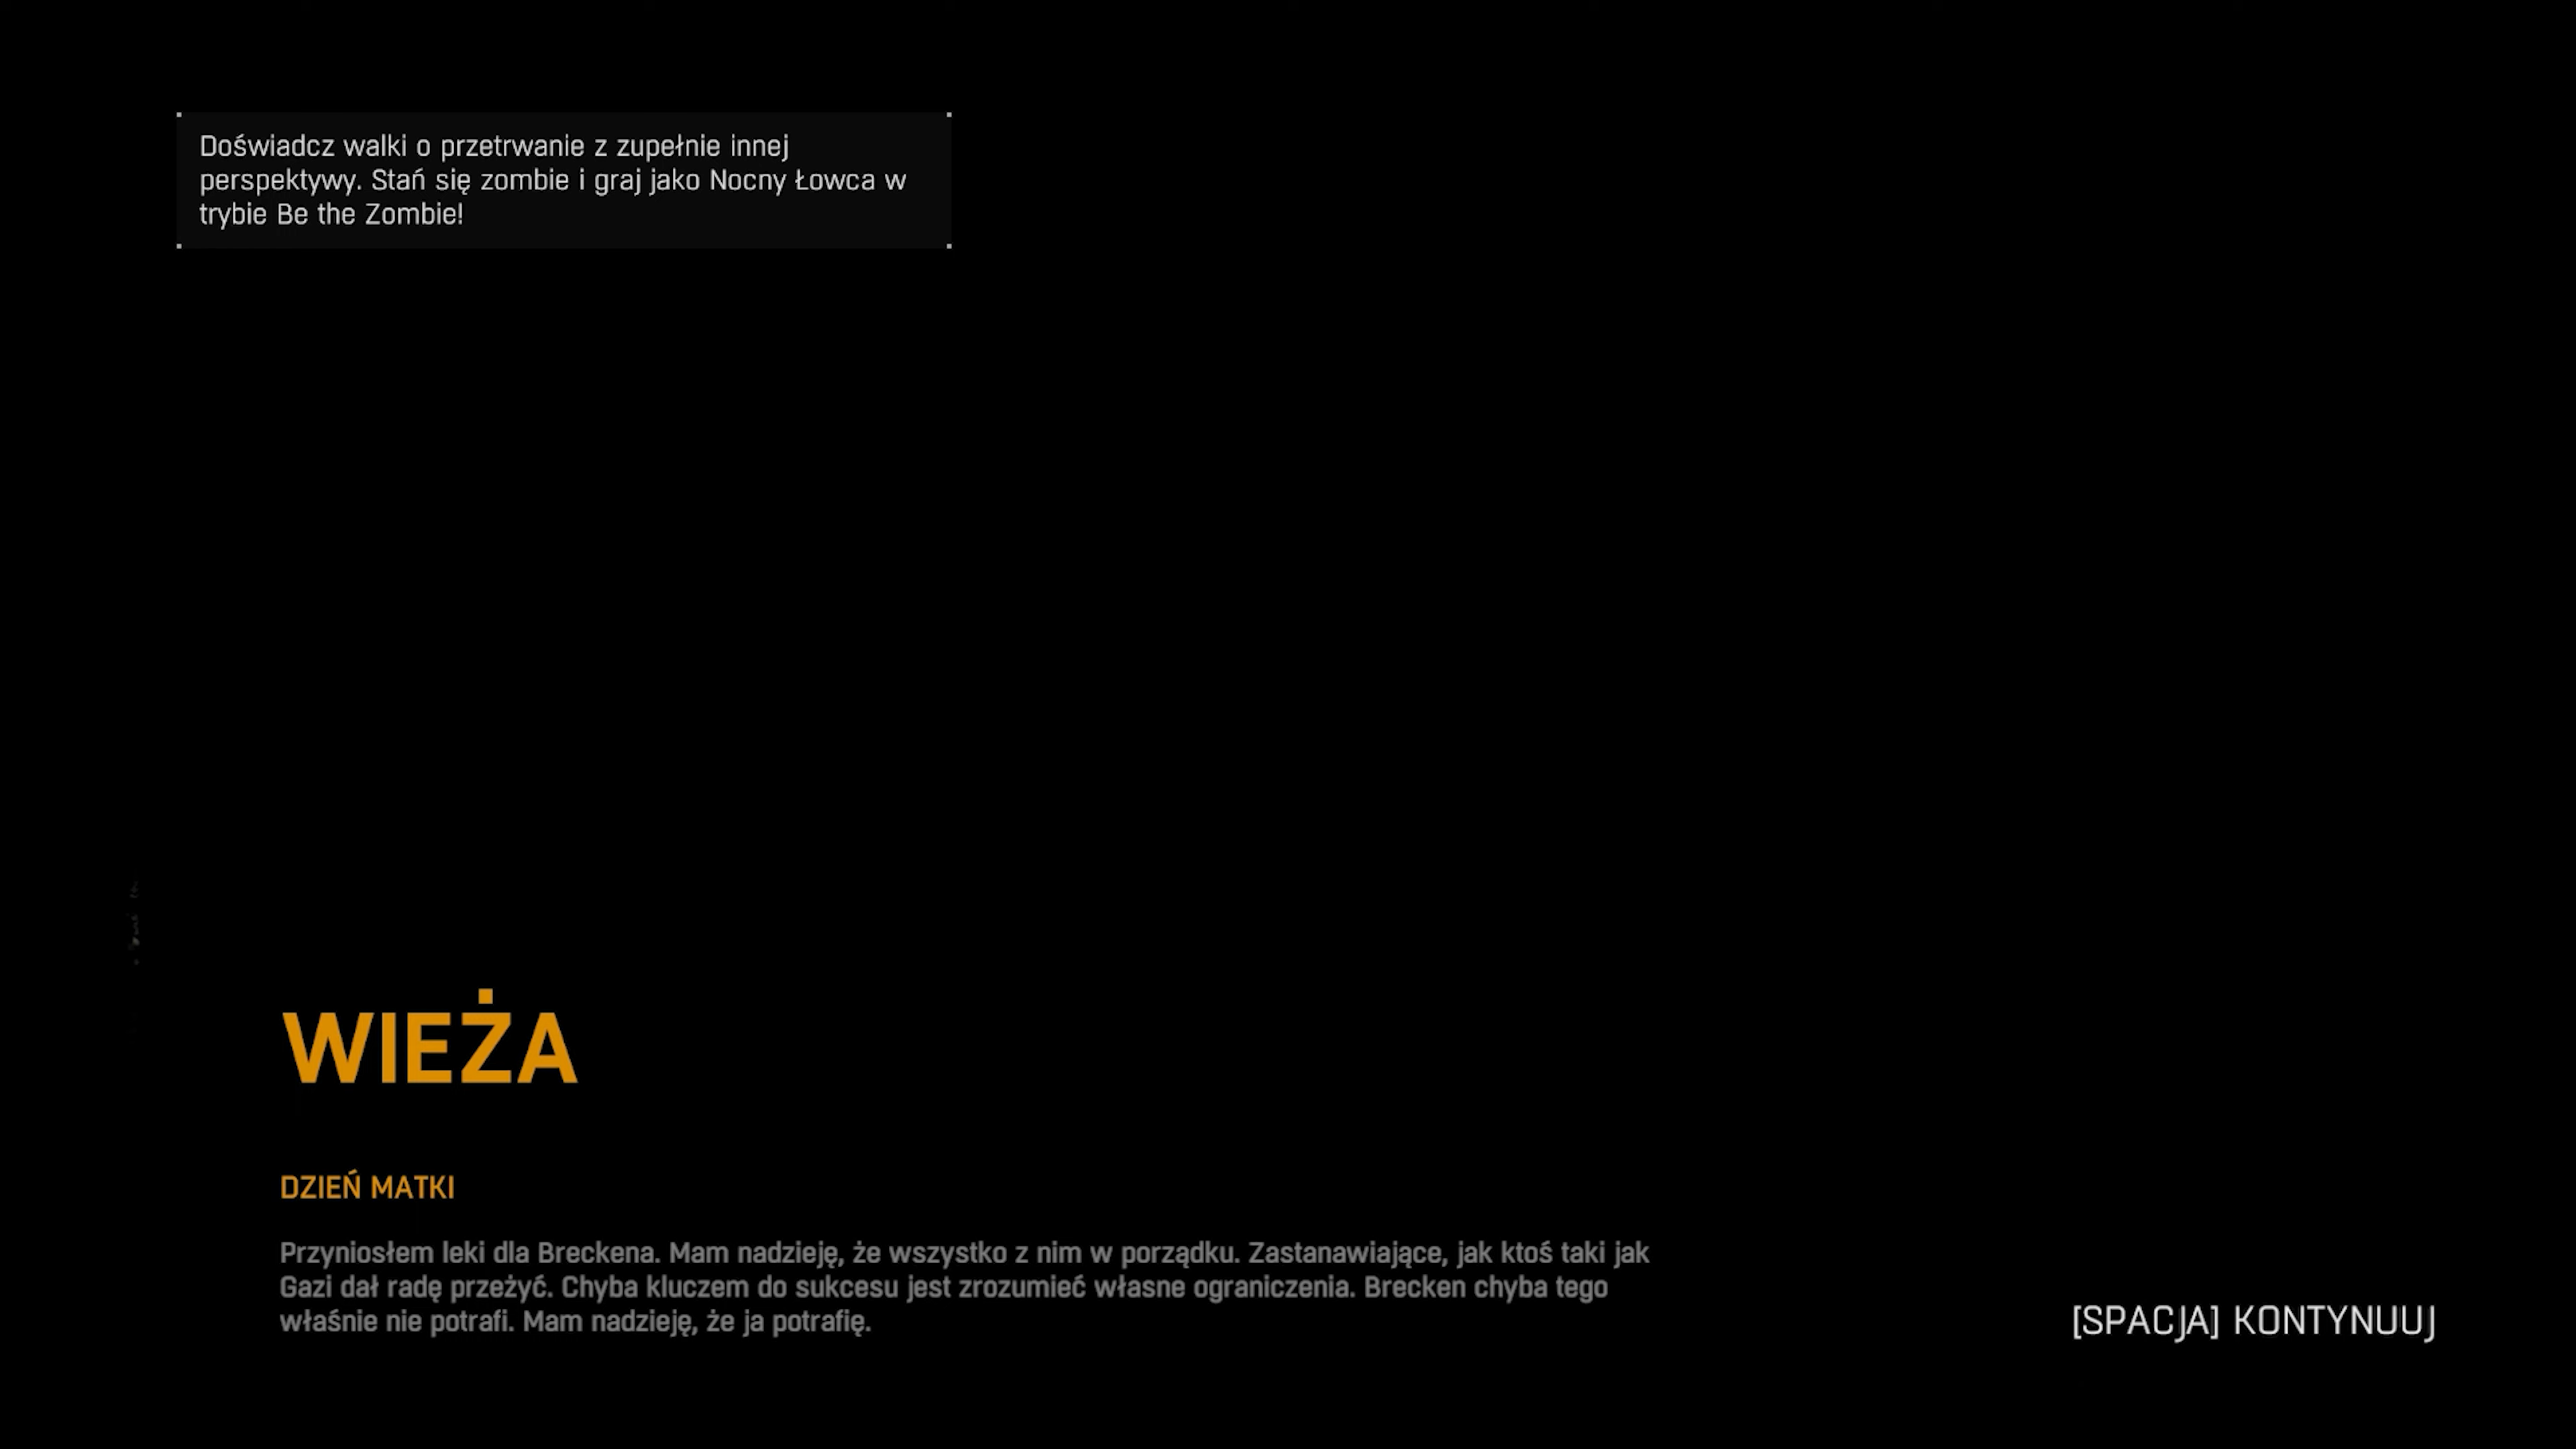 Doświadcz walki o przetrwanie z zupełnie innej
perspektywy. Stań się zombie i graj jako Nocny Łowca w
trybie Be the Zombie!
WIEŻA
DZIEŃ MATKI
Przyniosłem leki dla Breckena. Mam nadzieję, że wszystko z nim w porządku. Zastanawiające, jak ktoś taki jak
Gazi dał radę przeżyć. Chyba kluczem do sukcesu jest zrozumieć własne ograniczenia. Brecken chyba tego
właśnie nie potrafi. Mam nadzieję, że ja potrafię.
[SPACJA] KONTYNUUJ